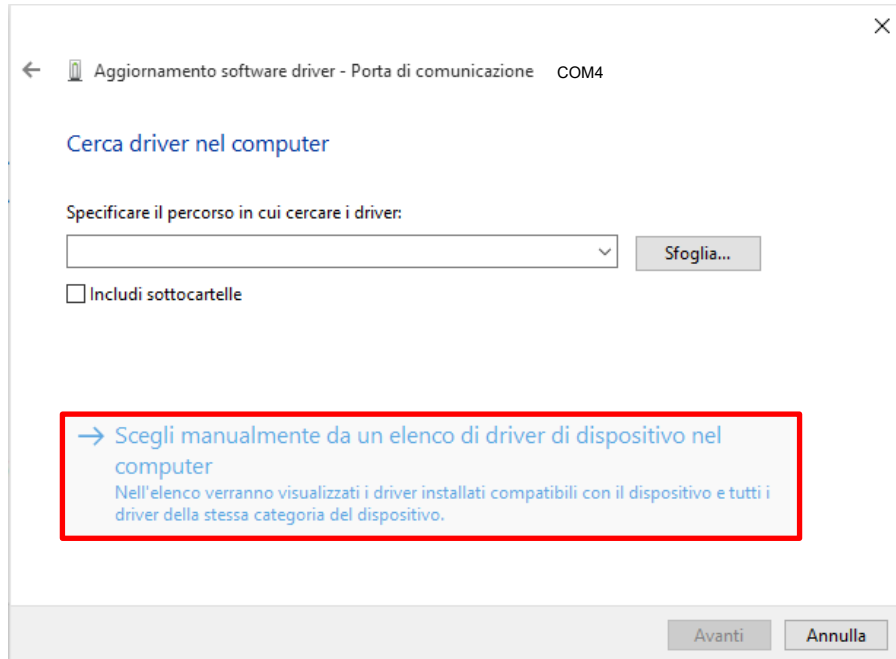 Aggiornamento software driver - Porta di comunicazione COM4
Cerca driver nel computer
Specificare il percorso in cui cercare i driver:
Sfoglia...
Includi sottocartelle
Scegli manualmente da un elenco di driver di dispositivo nel
computer
Nell'elenco verranno visualizzati i driver installati compatibili con il dispositivo e tutti i
driver della stessa categoria del dispositivo.
Avanti
Annulla